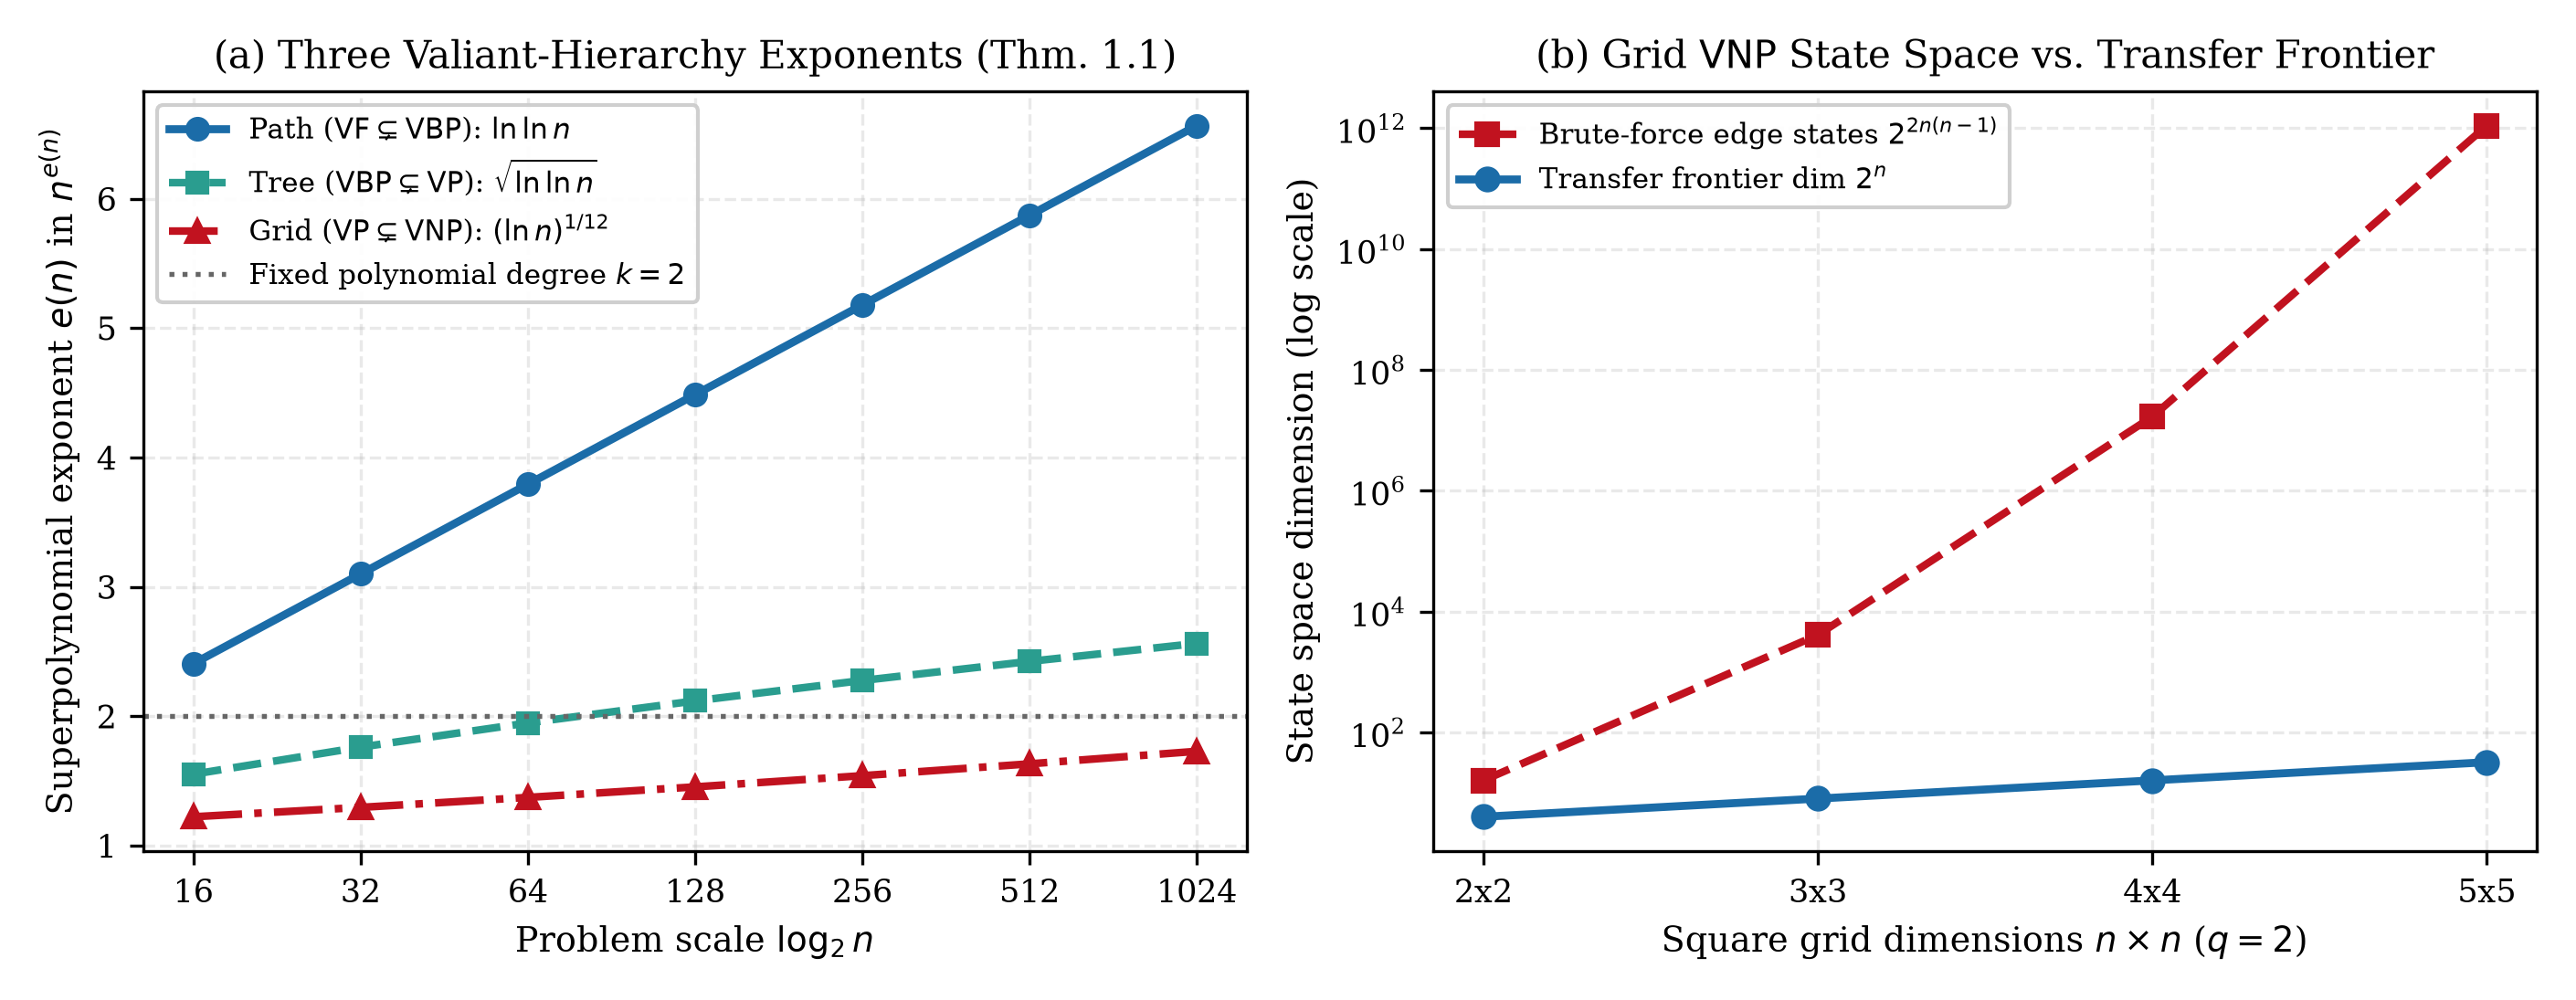 (a) Three Valiant-Hierarchy Exponents (Thm. 1.1)
Superpolynomial exponent e(n) in n^{e(n)}
6
5
4
3
2
1
Path (VF ⊊ VBP): ln ln n
Tree (VBP ⊊ VP): √(ln ln n)
Grid (VP ⊊ VNP): (ln n)^{1/12}
Fixed polynomial degree k = 2
16 32 64 128 256 512 1024
Problem scale log₂ n
(b) Grid VNP State Space vs. Transfer Frontier
State space dimension (log scale)
10^{12}
10^{10}
10^{8}
10^{6}
10^{4}
10^{2}
Brute-force edge states 2^{2n(n−1)}
Transfer frontier dim 2^{n}
2x2 3x3 4x4 5x5
Square grid dimensions n × n (q = 2)